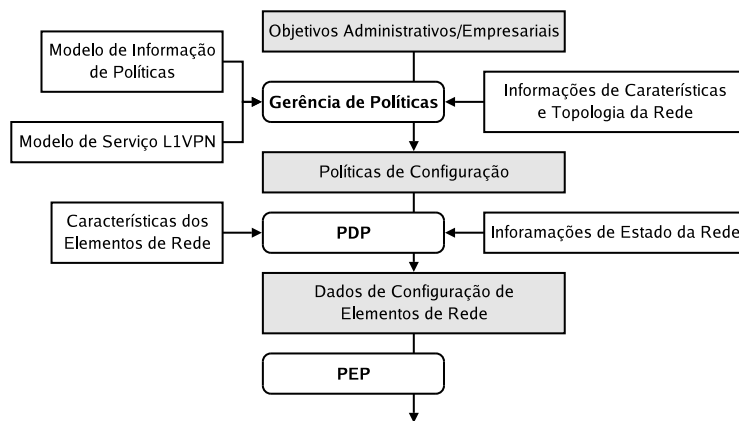 Objetivos Administrativos/Empresariais
Modelo de Informação
de Políticas
Gerência de Políticas
Informações de Caraterísticas
e Topologia da Rede
Modelo de Serviço L1VPN
Políticas de Configuração
Características dos
Elementos de Rede
PDP
Inforamações de Estado da Rede
Dados de Configuração de
Elementos de Rede
PEP